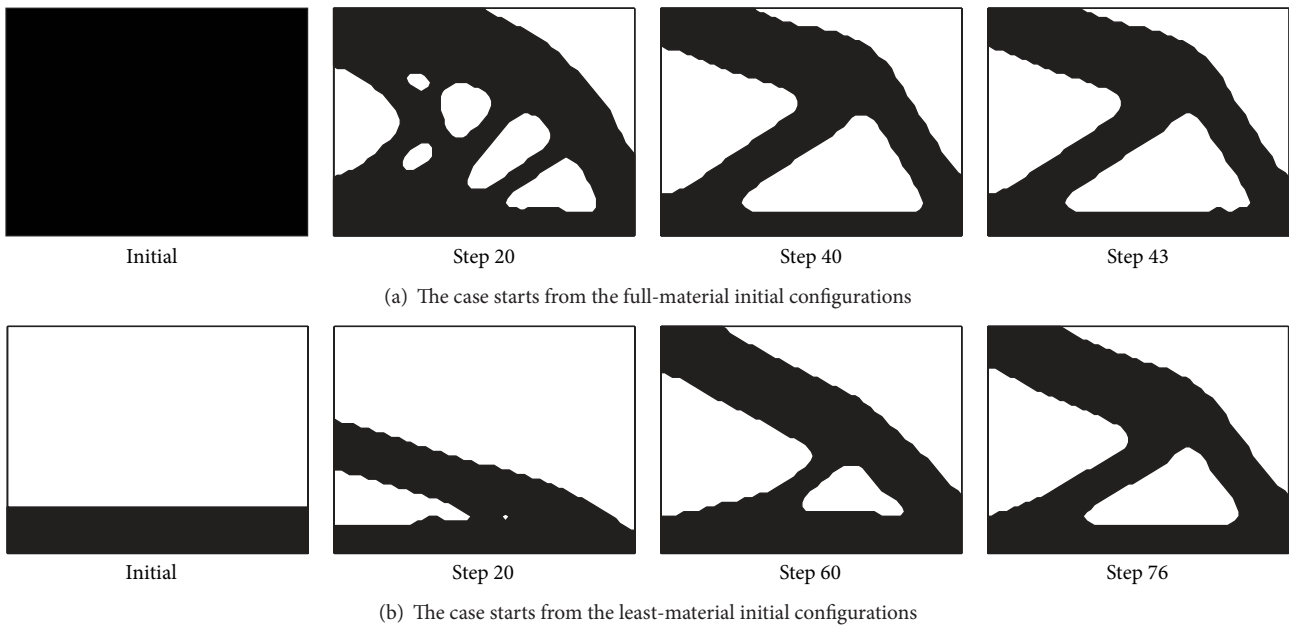 Initial
Step 20
Step 40
Step 43
(a) The case starts from the full-material initial configurations
Initial
Step 20
Step 60
Step 76
(b) The case starts from the least-material initial configurations